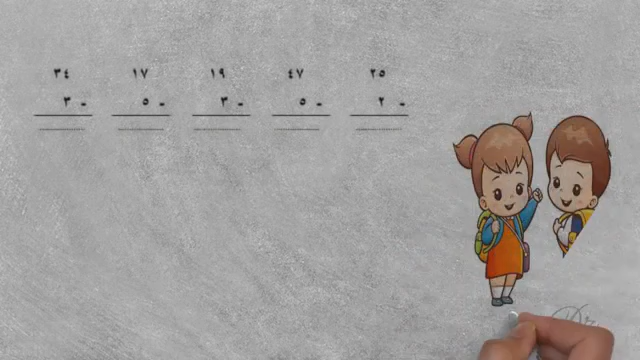 ٢٥ ٤٧ ١٩ ١٧ ٣٤
٢ - ٥ - ٣ - ٥ - ٣ -